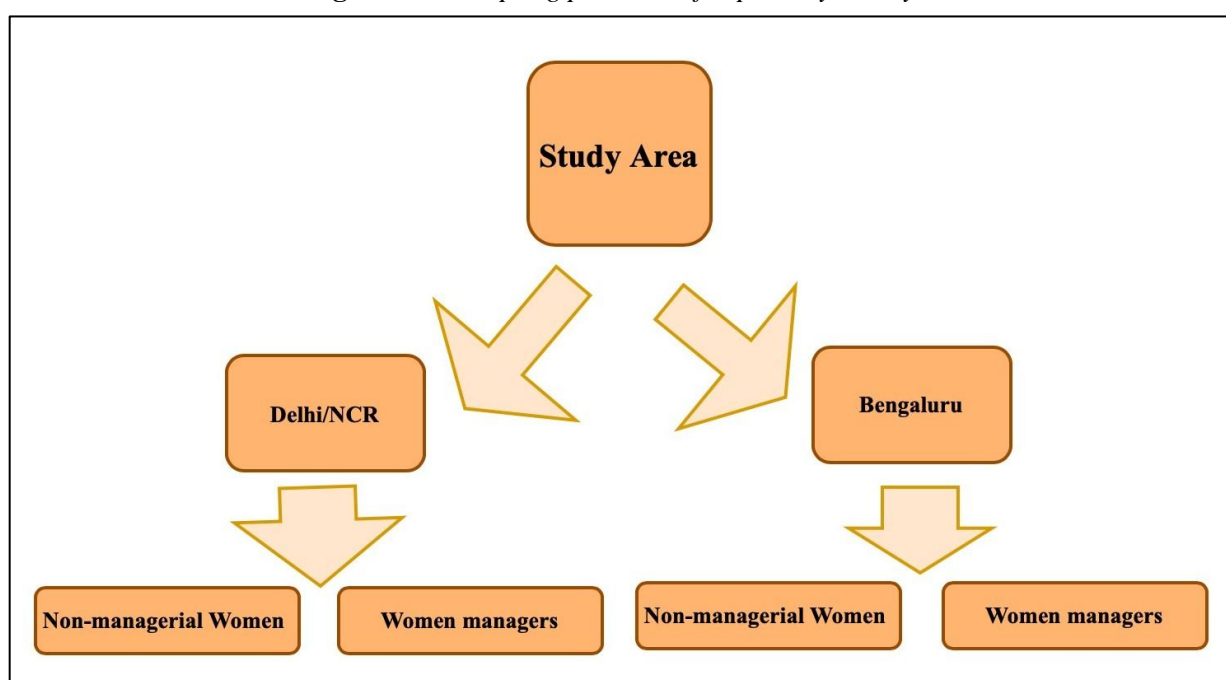 Study Area
Delhi/NCR
Bengaluru
Non-managerial Women
Women managers
Non-managerial Women
Women managers